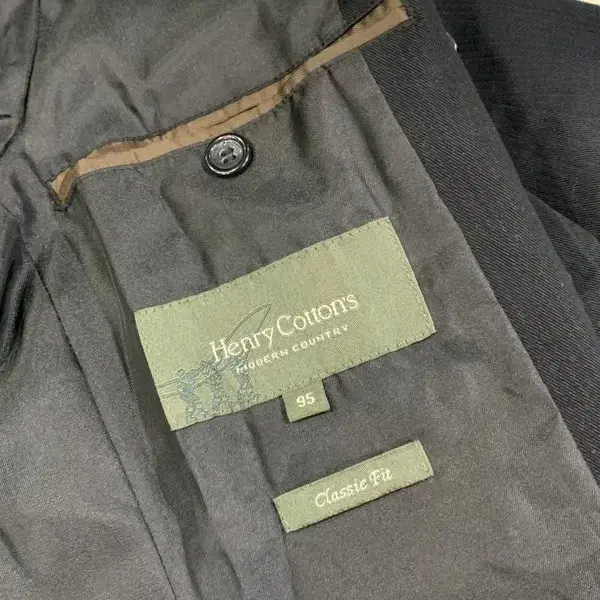 Henry Cotton's
MODERN COUNTRY
95
Classic Fit